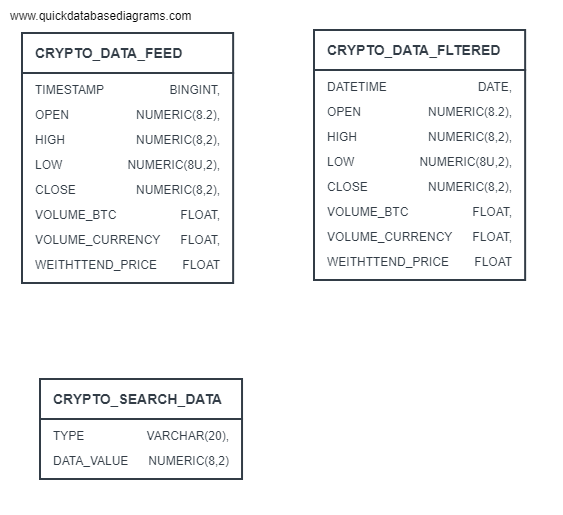 www.quickdatabasediagrams.com
CRYPTO_DATA_FEED
TIMESTAMP BINGINT,
OPEN NUMERIC(8.2),
HIGH NUMERIC(8,2),
LOW NUMERIC(8U,2),
CLOSE NUMERIC(8,2),
VOLUME_BTC FLOAT,
VOLUME_CURRENCY FLOAT,
WEITHTTEND_PRICE FLOAT
CRYPTO_DATA_FLTERED
DATETIME DATE,
OPEN NUMERIC(8.2),
HIGH NUMERIC(8,2),
LOW NUMERIC(8U,2),
CLOSE NUMERIC(8,2),
VOLUME_BTC FLOAT,
VOLUME_CURRENCY FLOAT,
WEITHTTEND_PRICE FLOAT
CRYPTO_SEARCH_DATA
TYPE VARCHAR(20),
DATA_VALUE NUMERIC(8,2)